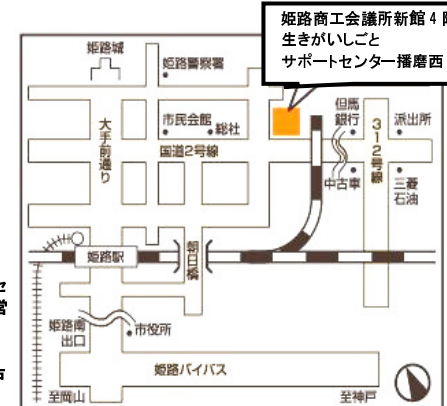 姫路商工会議所新館4階
生きがいしごと
サポートセンター播磨西
姫路城
姫路警察署
市民会館
総社
国道2号線
大手前通り
但馬
銀行
312号線
派出所
中古車
三菱
石油
姫路駅
姫路南
出口
市役所
姫路バイパス
至岡山
至神戸
セ
営